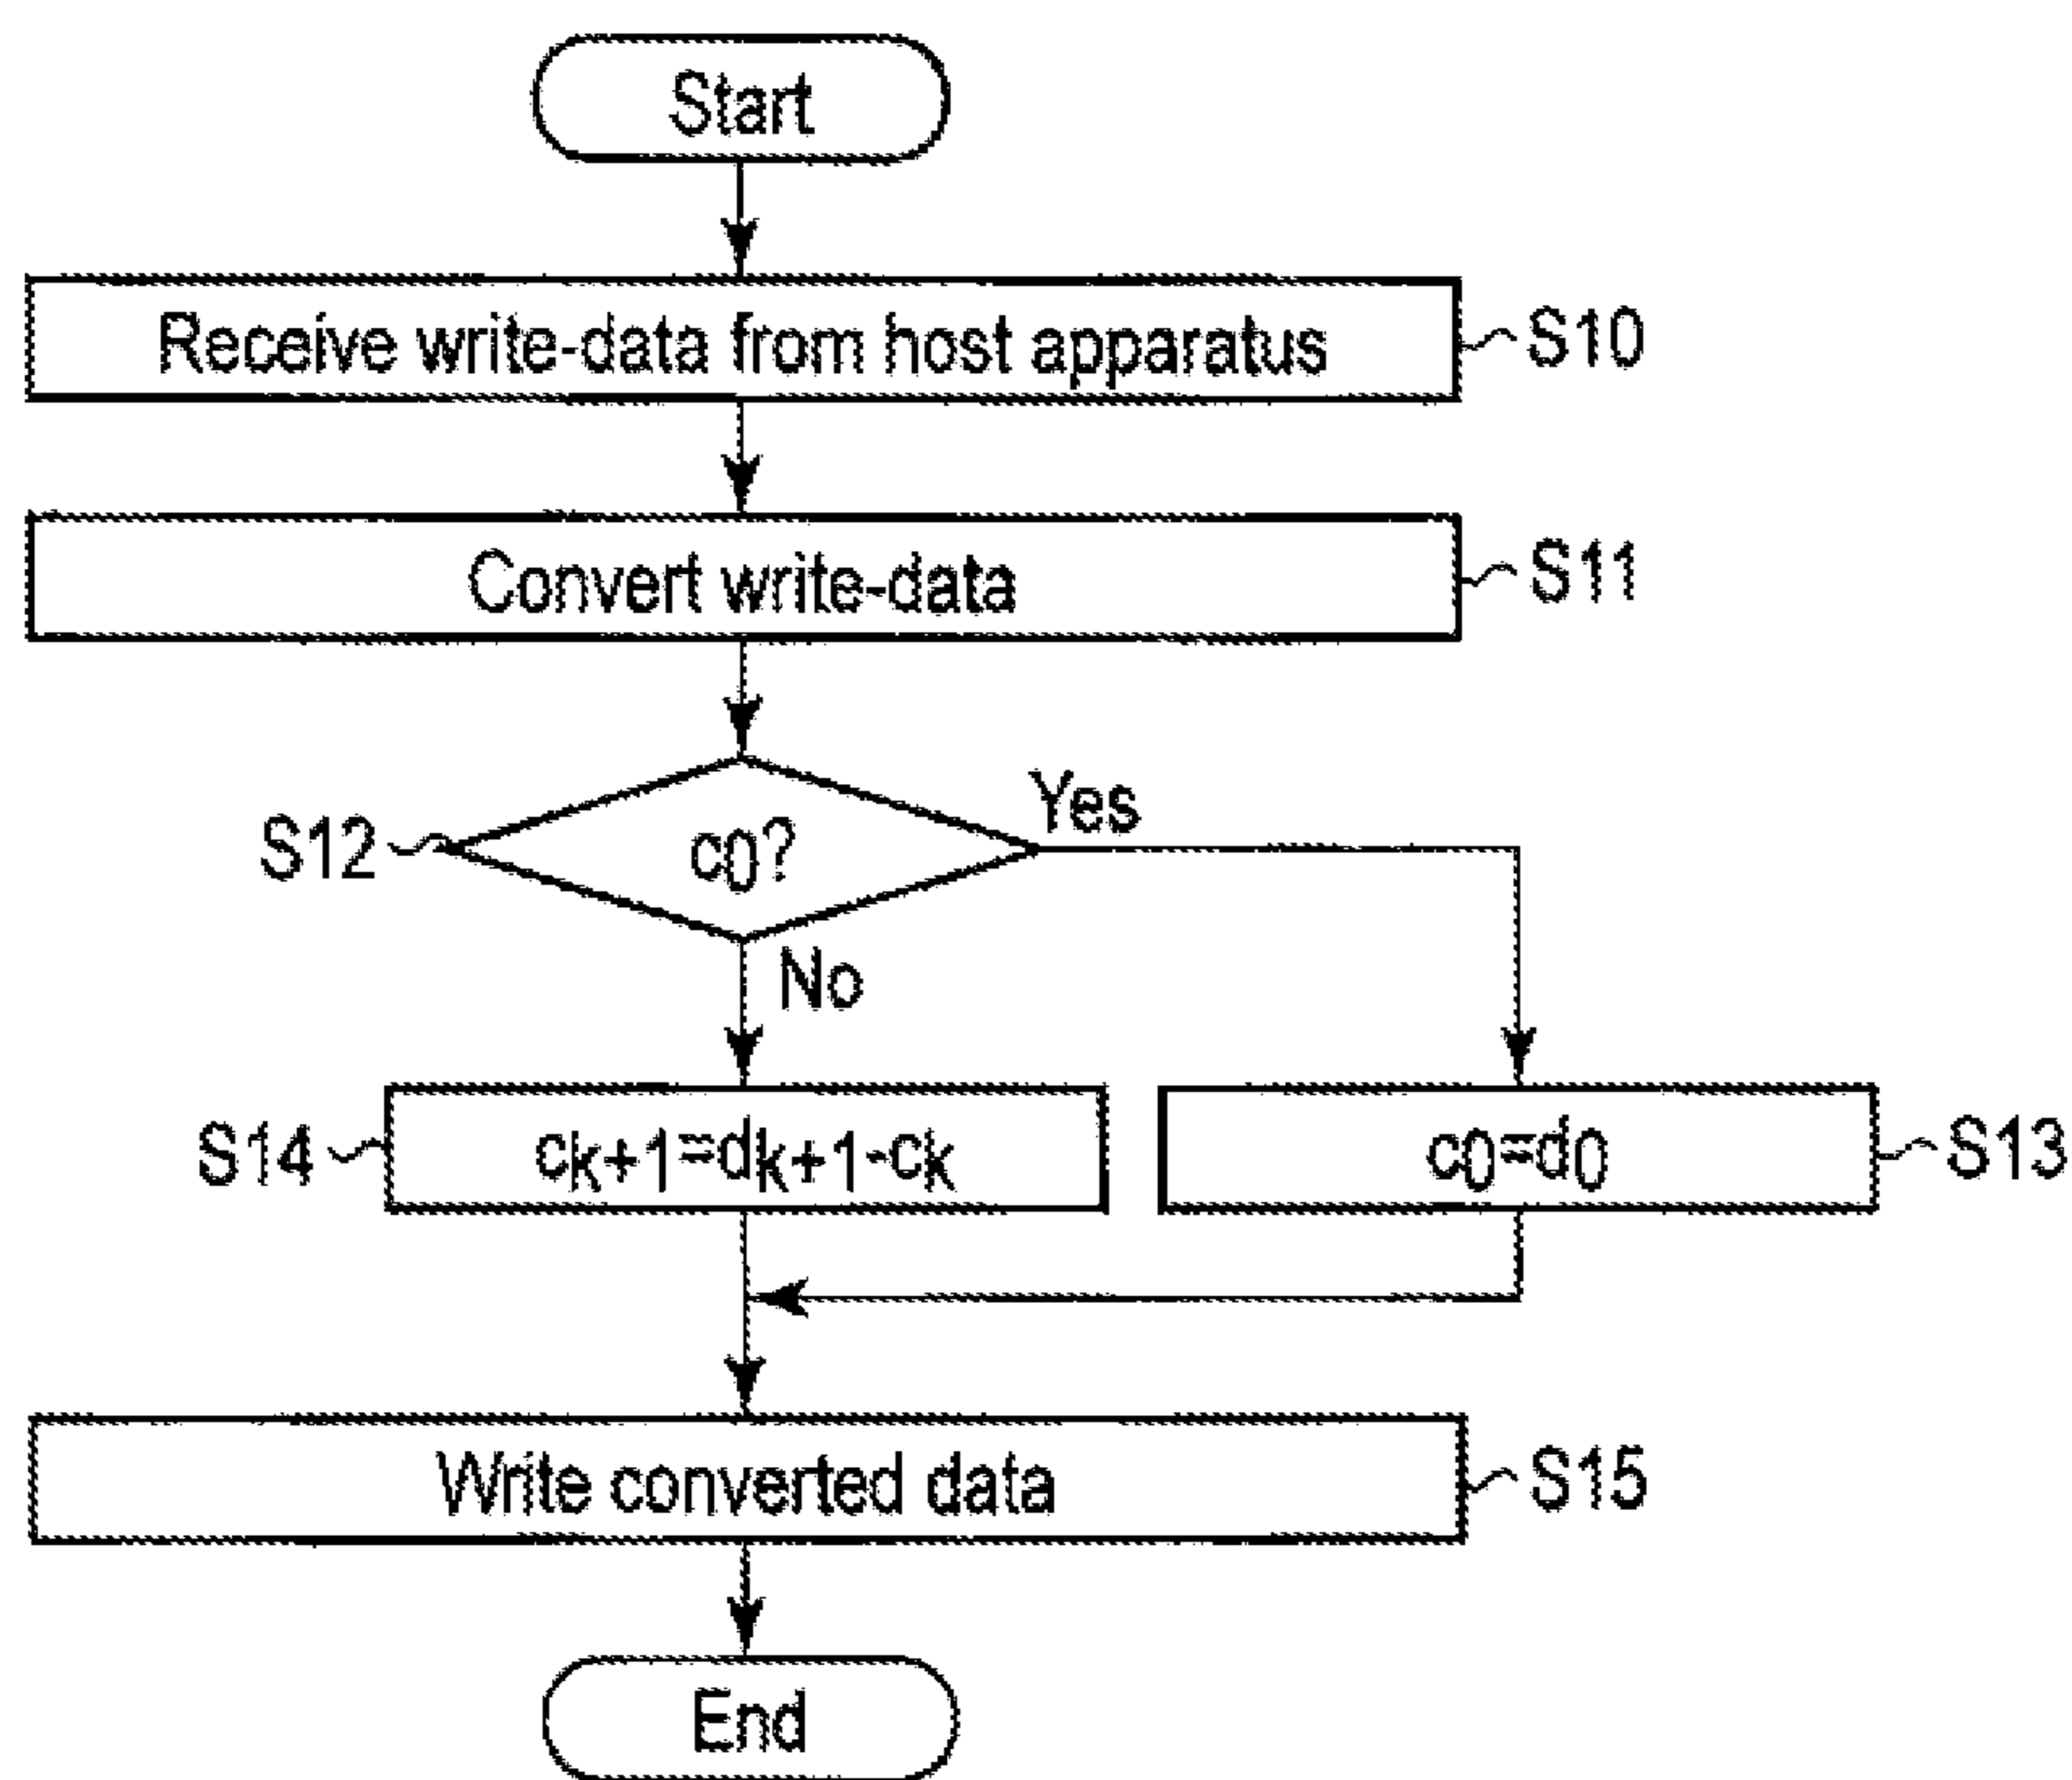 Start
Receive write-data from host apparatus
S10
Convert write-data
S11
S12
c0?
Yes
No
S14
ck+1=dk+1-ck
c0=d0
S13
Write converted data
S15
End